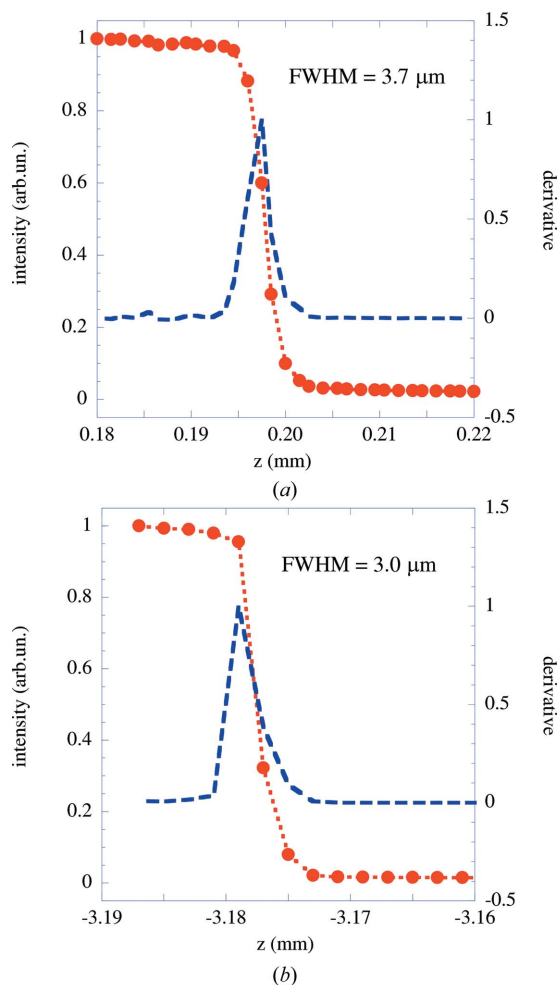 1.5
1
FWHM = 3.7 µm
0.8
1
intensity (arb.un.)
0.6
0.5
derivative
0.4
0.2
0
0
-0.5
0.18 0.19 0.20 0.21 0.22
z (mm)
(a)
1.5
1
FWHM = 3.0 µm
0.8
1
intensity (arb.un.)
0.6
0.5
derivative
0.4
0.2
0
0
-0.5
-3.19 -3.18 -3.17 -3.16
z (mm)
(b)